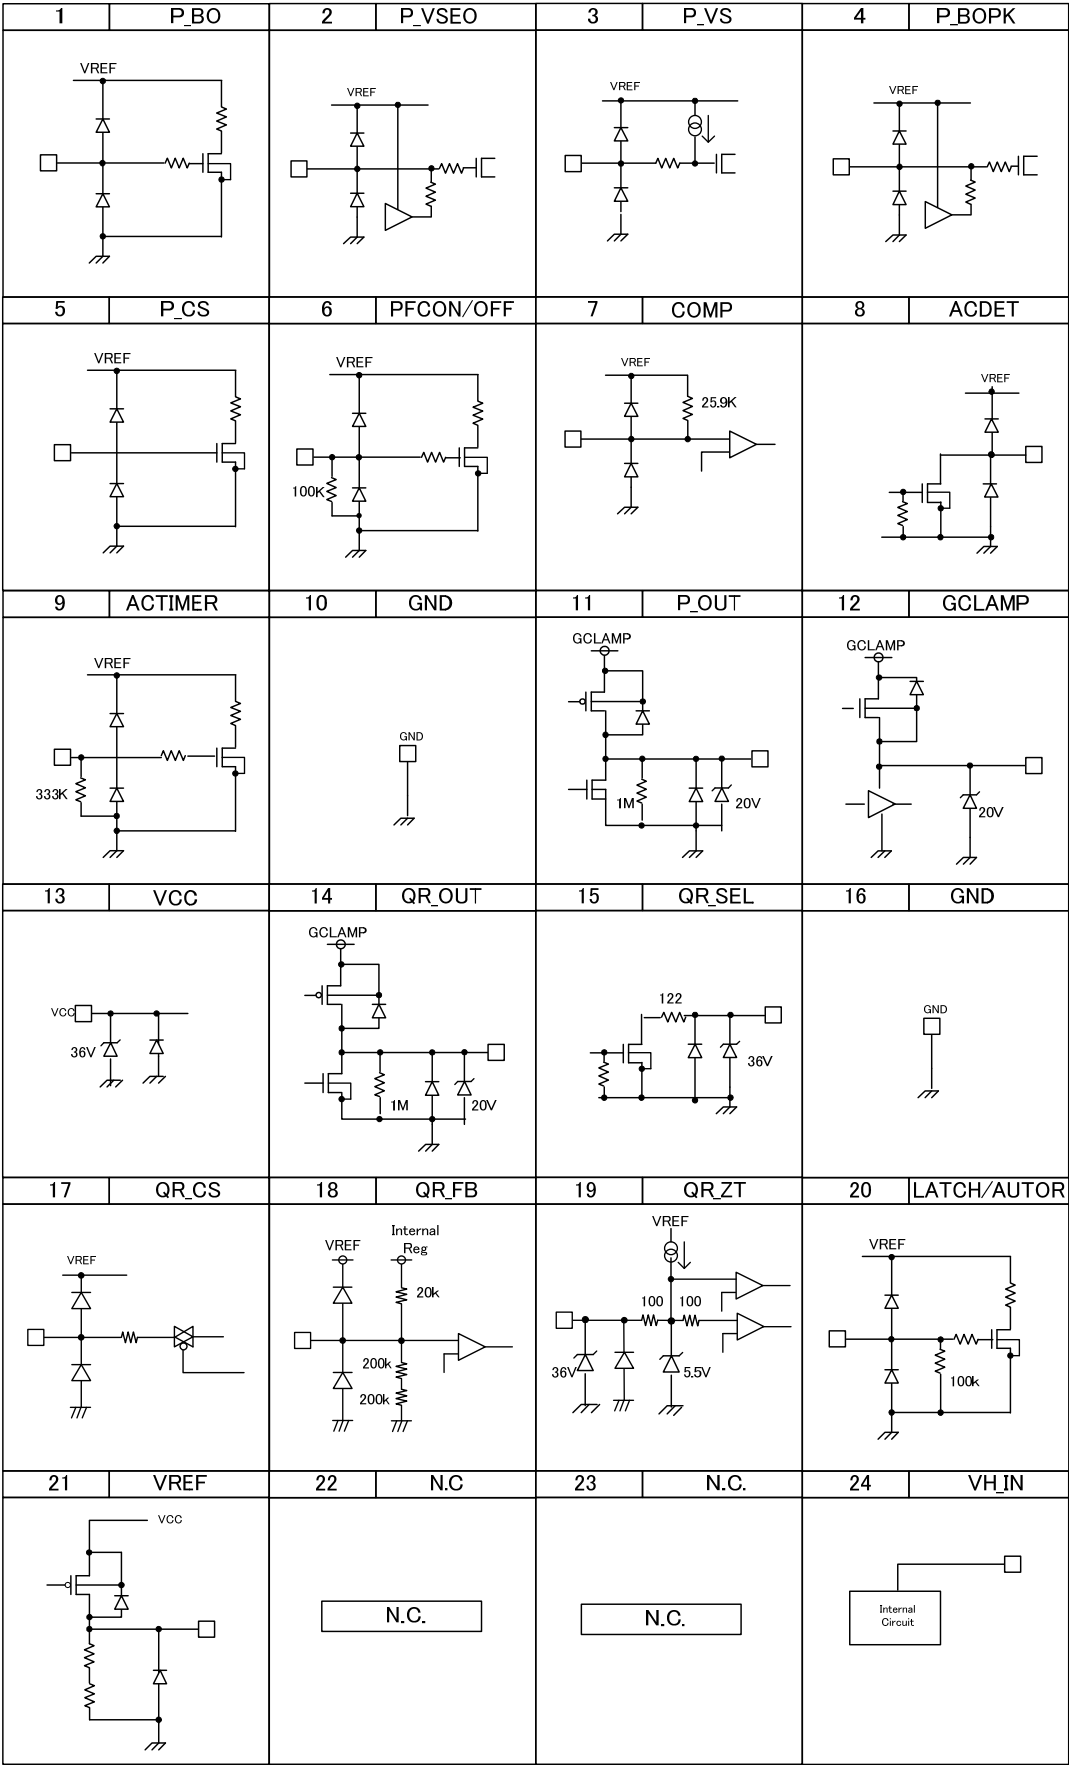 1 P_BO 2 P_VSEO 3 P_VS 4 P_BOPK
VREF
VREF
VREF
VREF
5 P_CS 6 PFCON/OFF 7 COMP 8 ACDET
VREF
VREF
100K
VREF
25.9K
VREF
9 ACTIMER 10 GND 11 P_OUT 12 GCLAMP
VREF
333K
GND
GCLAMP
1M
20V
GCLAMP
20V
13 VCC 14 QR_OUT 15 QR_SEL 16 GND
VCC
36V
GCLAMP
1M
20V
122
36V
GND
17 QR_CS 18 QR_FB 19 QR_ZT 20 LATCH/AUTOR
VREF
VREF
Internal
Reg
20k
200k
200k
VREF
100 100
36V
5.5V
VREF
100k
21 VREF 22 N.C 23 N.C. 24 VH_IN
VCC
N.C.
N.C.
Internal
Circuit